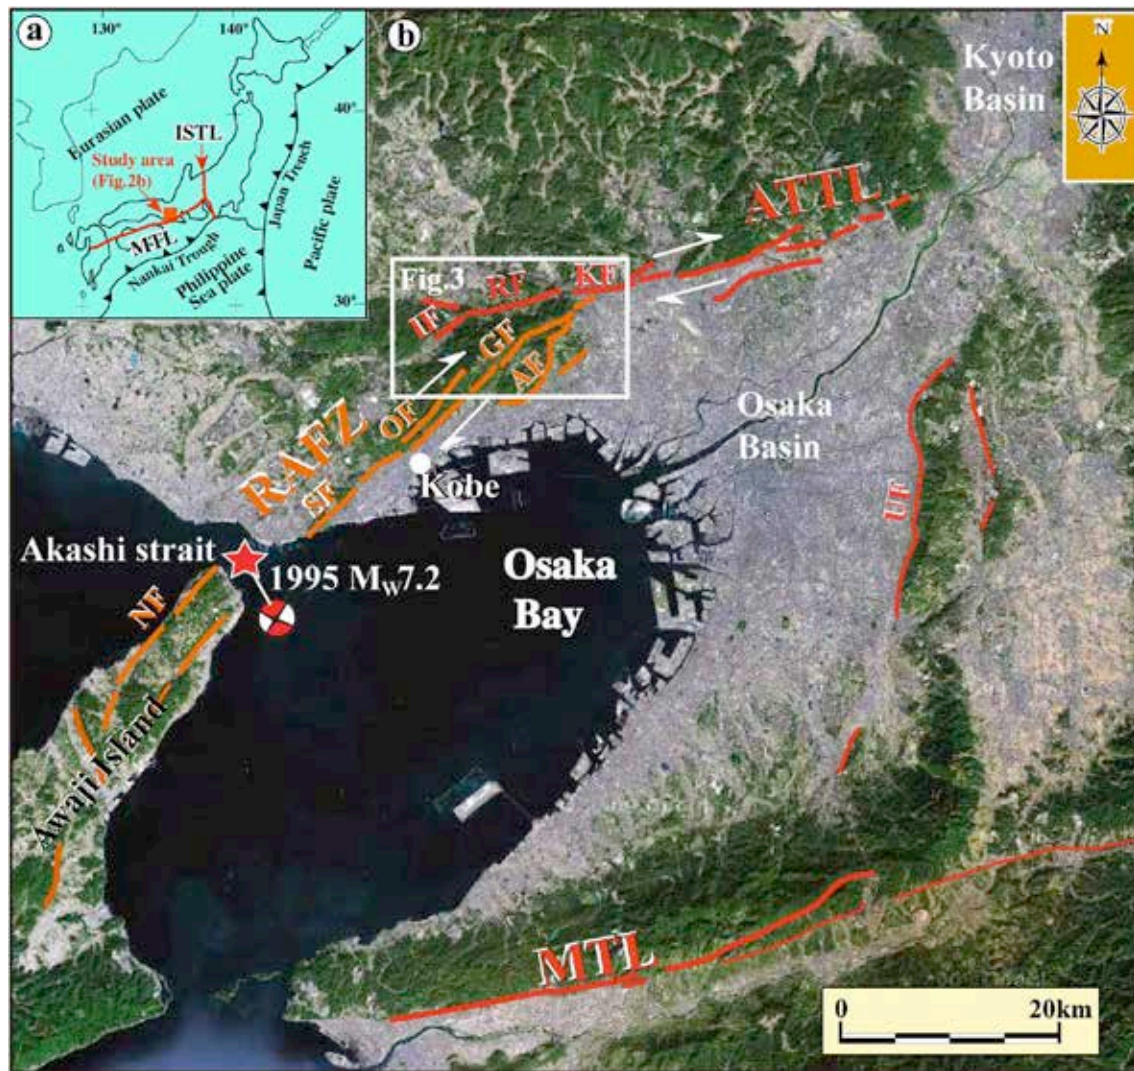 a
130°
140°
40°
30°
Eurasian plate
ISTL
Study area
(Fig.2b)
MTL
Nankai Trough
Philippine
Sea plate
Japan Trench
Pacific plate
b
Kyoto
Basin
N
ATTL
Fig.3
KF
RF
IF
GF
AF
OF
RAFZ
SF
Kobe
Osaka
Basin
UF
Akashi strait
1995 MW7.2
Osaka
Bay
NF
Awaji Island
MTL
0
20km